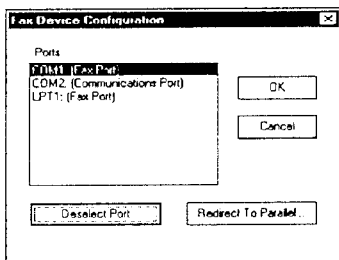 Fax Device Configuration
Ports
COM1: (Fax Port)
COM2: (Communications Port)
LPT1: (Fax Port)
OK
Cancel
Deselect Port
Redirect To Parallel...